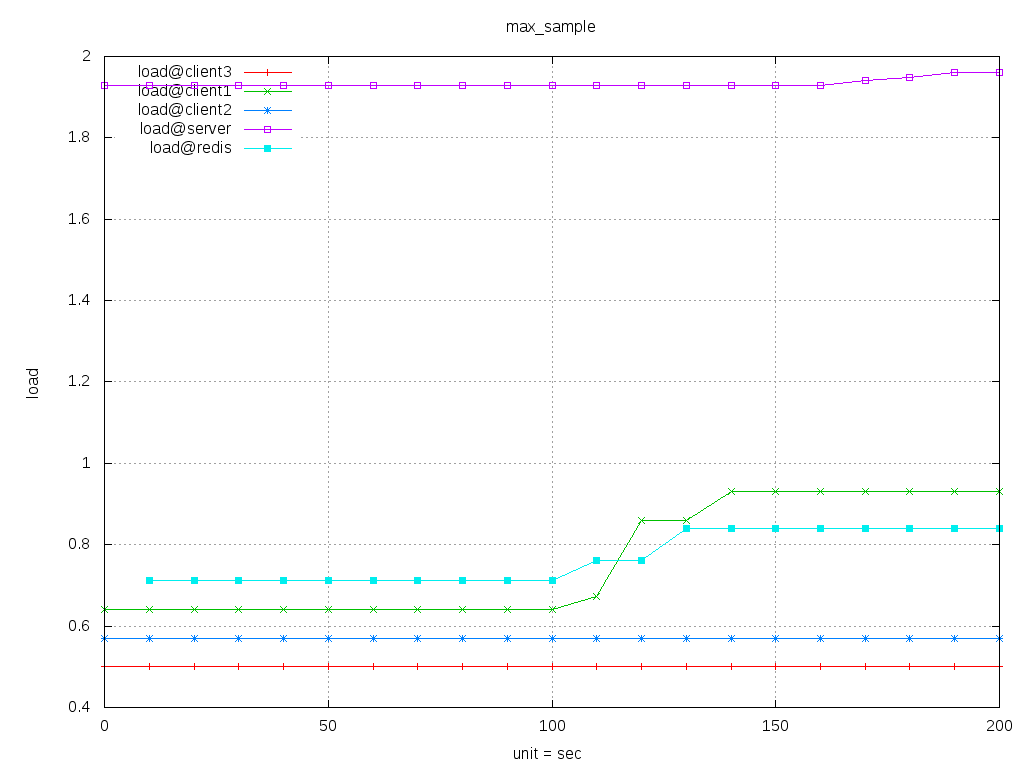 max_sample
2
load@client3
load@client1
load@client2
load@server
load@redis
1.8
1.6
1.4
1.2
load
1
0.8
0.6
0.4
0 50 100 150 200
unit = sec